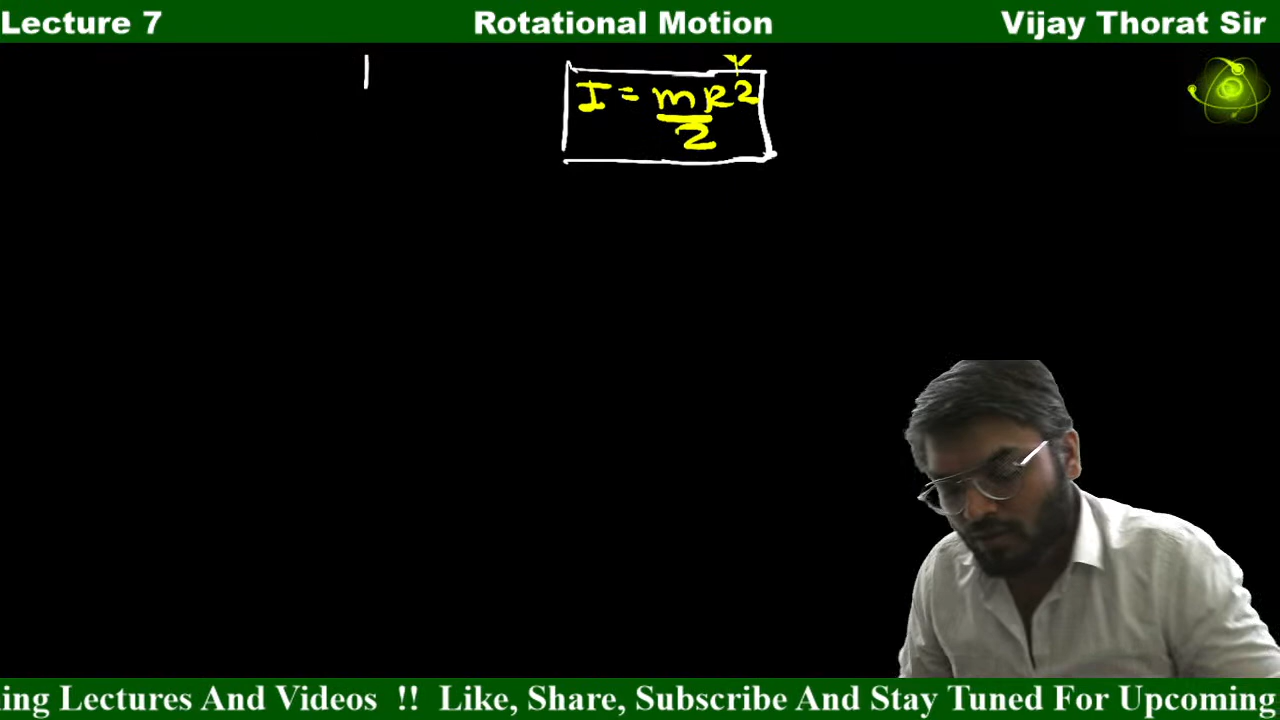 Lecture 7 Rotational Motion Vijay Thorat Sir
I = mR²
2
ing Lectures And Videos !! Like, Share, Subscribe And Stay Tuned For Upcoming